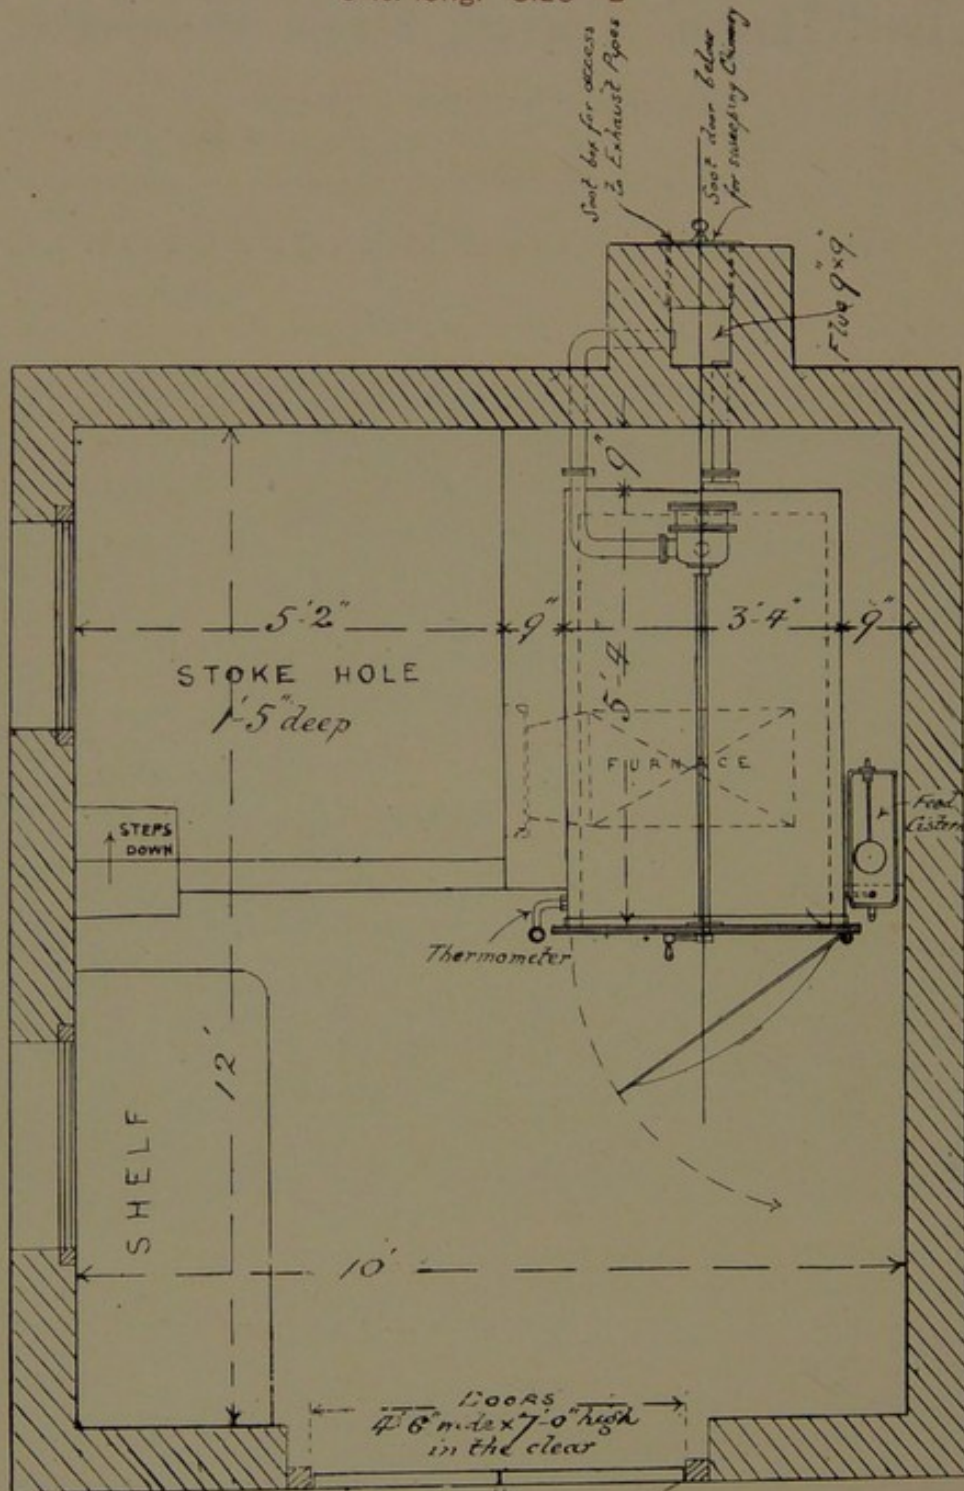 Soot box for access
to Exhaust Pipes
Soot door below
for sweeping Chimney
Flue 9" x 9"
9"
5'-2"
9"
3'-4"
9"
STOKE HOLE
1'-5" deep
5'-4
FURNACE
STEPS
DOWN
Feed
Cistern
Thermometer
12'
SHELF
10'
DOORS
4'6" wide x 7'-0" high
in the clear